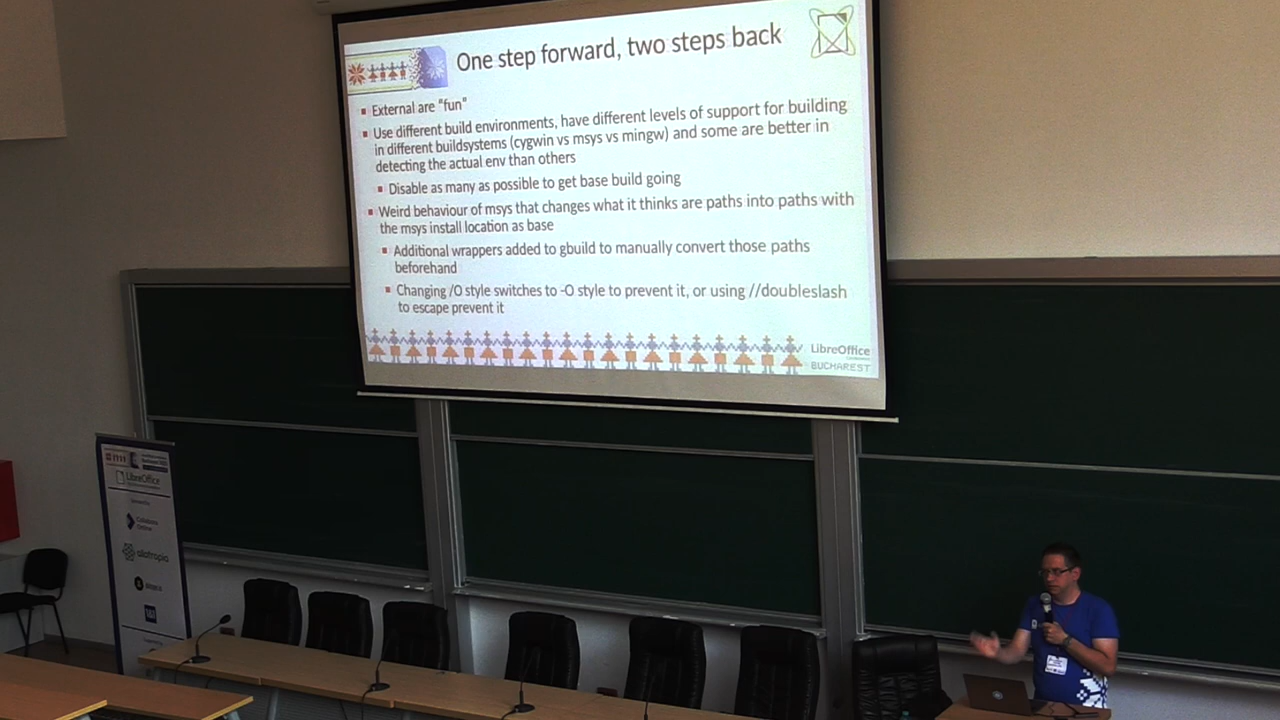 One step forward, two steps back
External are "fun"
Use different build environments, have different levels of support for building
in different buildsystems (cygwin vs msys vs mingw) and some are better in
detecting the actual env than others
Disable as many as possible to get base build going
Weird behaviour of msys that changes what it thinks are paths into paths with
the msys install location as base
Additional wrappers added to gbuild to manually convert those paths
beforehand
Changing /O style switches to -O style to prevent it, or using //doubleslash
to escape prevent it
LibreOffice
BUCHAREST
LibreOffice
Collabora
Online
allotropia